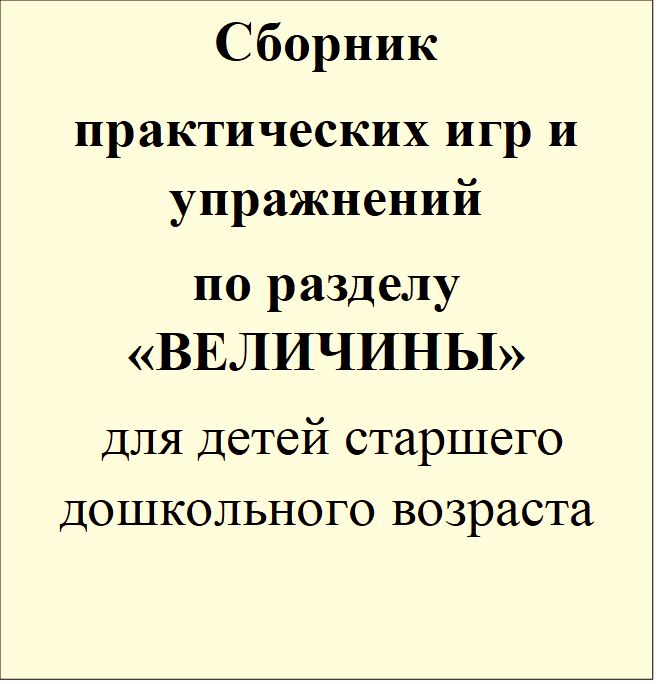 Сборник
практических игр и
упражнений
по разделу
«ВЕЛИЧИНЫ»
для детей старшего
дошкольного возраста